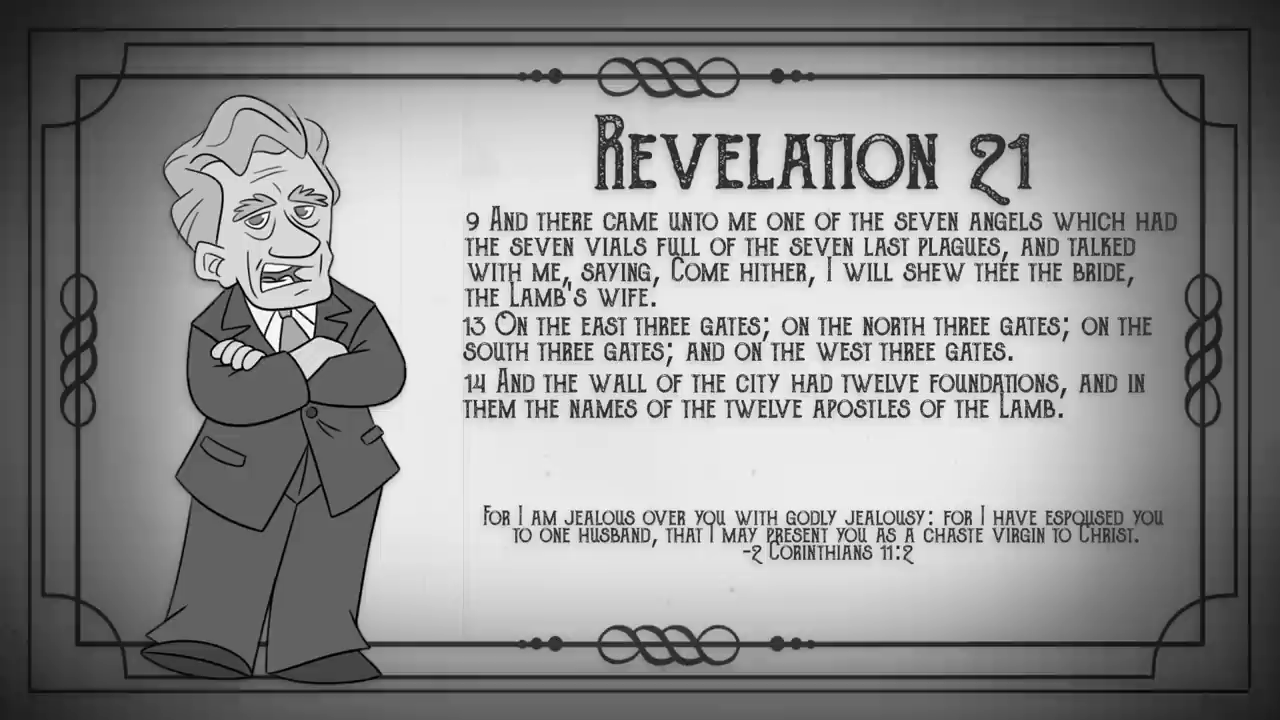 Revelation 21
9 And there came unto me one of the seven angels which had
the seven vials full of the seven last plagues, and talked
with me, saying, Come hither, I will shew thee the bride,
the Lamb's wife.
13 On the east three gates; on the north three gates; on the
south three gates; and on the west three gates.
14 And the wall of the city had twelve foundations, and in
them the names of the twelve apostles of the Lamb.
For I am jealous over you with godly jealousy: for I have espoused you
to one husband, that I may present you as a chaste virgin to Christ.
-2 Corinthians 11:2